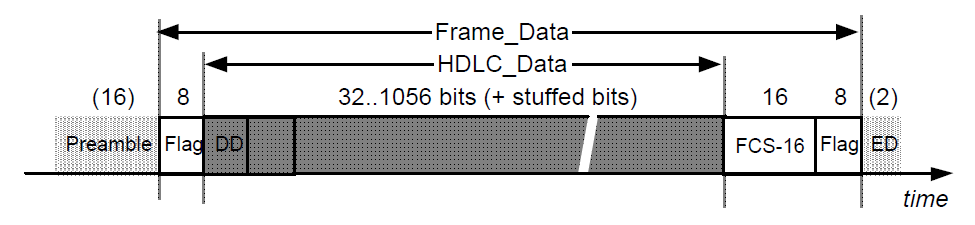 Frame_Data
HDLC_Data
(16) 8 32..1056 bits (+ stuffed bits) 16 8 (2)
Preamble Flag DD FCS-16 Flag ED
time